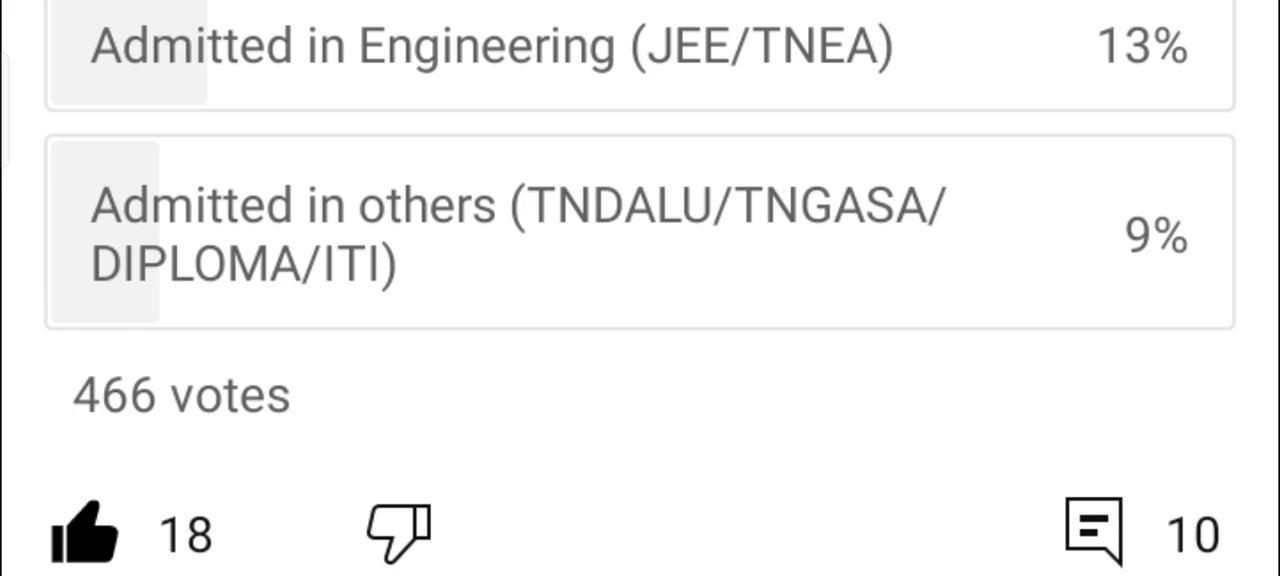 Admitted in Engineering (JEE/TNEA) 13%
Admitted in others (TNDALU/TNGASA/
DIPLOMA/ITI) 9%
466 votes
18 10